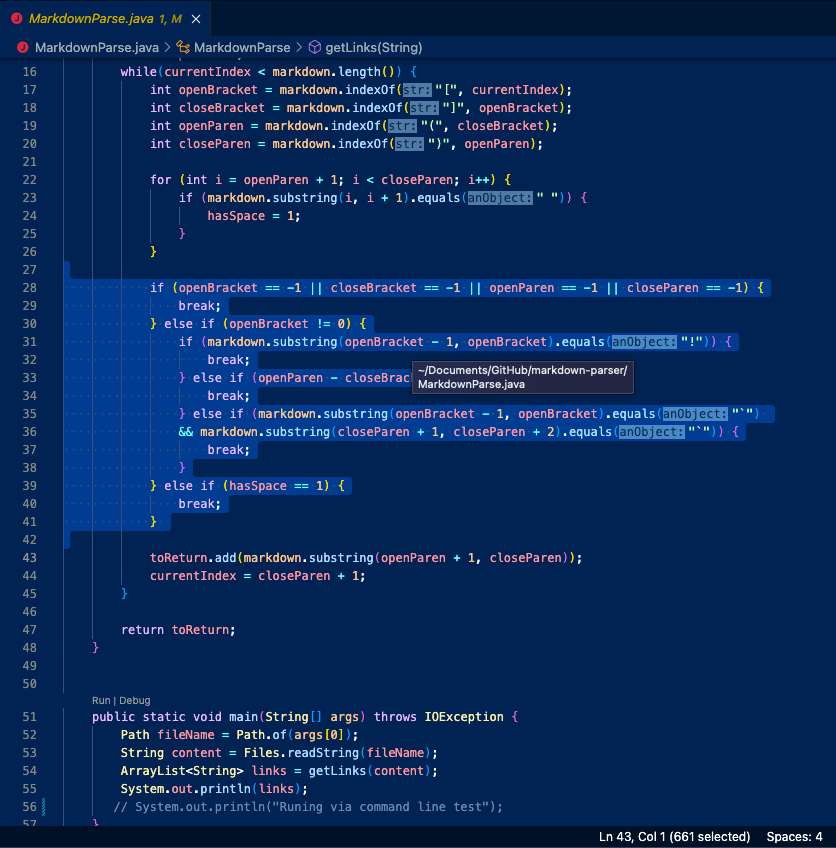 MarkdownParse.java 1, M ×
MarkdownParse.java > MarkdownParse > getLinks(String)
16 while(currentIndex < markdown.length()) {
17 int openBracket = markdown.indexOf(str: "[", currentIndex);
18 int closeBracket = markdown.indexOf(str: "]", openBracket);
19 int openParen = markdown.indexOf(str: "(", closeBracket);
20 int closeParen = markdown.indexOf(str: ")", openParen);
21
22 for (int i = openParen + 1; i < closeParen; i++) {
23 if (markdown.substring(i, i + 1).equals(anObject: " ")) {
24 hasSpace = 1;
25 }
26 }
27
28 if (openBracket == -1 || closeBracket == -1 || openParen == -1 || closeParen == -1) {
29 break;
30 } else if (openBracket != 0) {
31 if (markdown.substring(openBracket - 1, openBracket).equals(anObject: "!")) {
32 break;
33 } else if (openParen - closeBrac
~/Documents/GitHub/markdown-parser/
MarkdownParse.java
34 break;
35 } else if (markdown.substring(openBracket - 1, openBracket).equals(anObject: "`")
36 && markdown.substring(closeParen + 1, closeParen + 2).equals(anObject: "`")) {
37 break;
38 }
39 } else if (hasSpace == 1) {
40 break;
41 }
42
43 toReturn.add(markdown.substring(openParen + 1, closeParen));
44 currentIndex = closeParen + 1;
45 }
46
47 return toReturn;
48 }
49
50
Run | Debug
51 public static void main(String[] args) throws IOException {
52 Path fileName = Path.of(args[0]);
53 String content = Files.readString(fileName);
54 ArrayList<String> links = getLinks(content);
55 System.out.println(links);
56 // System.out.println("Runing via command line test");
57 }
Ln 43, Col 1 (661 selected) Spaces: 4